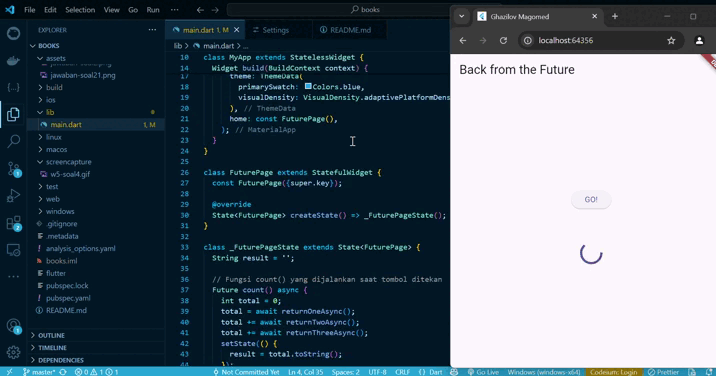 File Edit Selection View Go Run ··· books
EXPLORER ···
BOOKS
assets
jawaban-soal21.png
build
ios
lib
main.dart 1, M
linux
macos
screencapture
w5-soal4.gif
test
web
windows
.gitignore
.metadata
analysis_options.yaml
books.iml
flutter
pubspec.lock
pubspec.yaml
README.md
OUTLINE
TIMELINE
DEPENDENCIES
main.dart 1, M Settings README.md
lib > main.dart > ...
10 class MyApp extends StatelessWidget {
14 Widget build(BuildContext context) {
17 theme: ThemeData(
18 primarySwatch: Colors.blue,
19 visualDensity: VisualDensity.adaptivePlatformDens
20 ), // ThemeData
21 home: const FuturePage(),
22 ); // MaterialApp
23 }
24 }
25
26 class FuturePage extends StatefulWidget {
27 const FuturePage({super.key});
28
29 @override
30 State<FuturePage> createState() => _FuturePageState();
31 }
32
33 class _FuturePageState extends State<FuturePage> {
34 String result = '';
35
36 // Fungsi count() yang dijalankan saat tombol ditekan
37 Future count() async {
38 int total = 0;
39 total = await returnOneAsync();
40 total += await returnTwoAsync();
41 total += await returnThreeAsync();
42 setState(() {
43 result = total.toString();
44 });
Ghazilov Magomed
localhost:64356
Back from the Future
GO!
master* 0 1 1 Not Committed Yet Ln 4, Col 35 Spaces: 2 UTF-8 CRLF {} Dart Go Live Windows (windows-x64) Codeium: Login Prettier